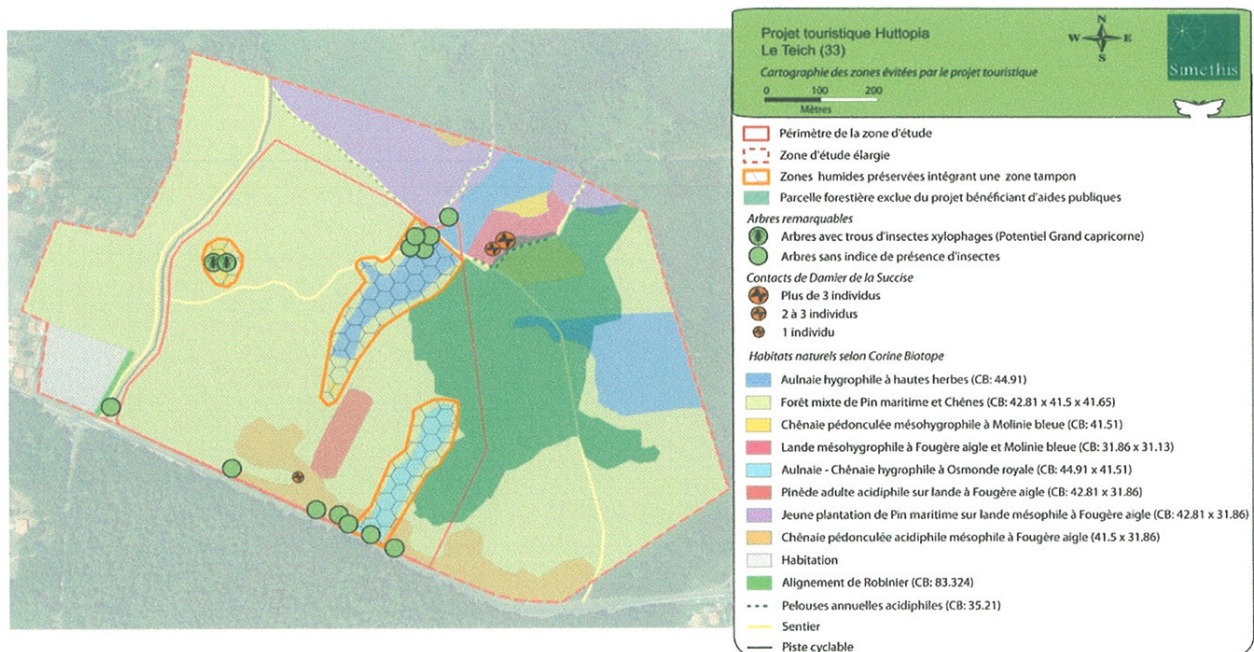 Projet touristique Huttopia
Le Teich (33)
Cartographie des zones évitées par le projet touristique
0 100 200
Mètres
N
W E
S
Simethis
Périmètre de la zone d'étude
Zone d'étude élargie
Zones humides préservées intégrant une zone tampon
Parcelle forestière exclue du projet bénéficiant d'aides publiques
Arbres remarquables
Arbres avec trous d'insectes xylophages (Potentiel Grand capricorne)
Arbres sans indice de présence d'insectes
Contacts de Damier de la Succise
Plus de 3 individus
2 à 3 individus
1 individu
Habitats naturels selon Corine Biotope
Aulnaie hygrophile à hautes herbes (CB: 44.91)
Forêt mixte de Pin maritime et Chênes (CB: 42.81 x 41.5 x 41.65)
Chênaie pédonculée mésohygrophile à Molinie bleue (CB: 41.51)
Lande mésohygrophile à Fougère aigle et Molinie bleue (CB: 31.86 x 31.13)
Aulnaie - Chênaie hygrophile à Osmonde royale (CB: 44.91 x 41.51)
Pinède adulte acidiphile sur lande à Fougère aigle (CB: 42.81 x 31.86)
Jeune plantation de Pin maritime sur lande mésophile à Fougère aigle (CB: 42.81 x 31.86)
Chênaie pédonculée acidiphile mésophile à Fougère aigle (41.5 x 31.86)
Habitation
Alignement de Robinier (CB: 83.324)
Pelouses annuelles acidiphiles (CB: 35.21)
Sentier
Piste cyclable